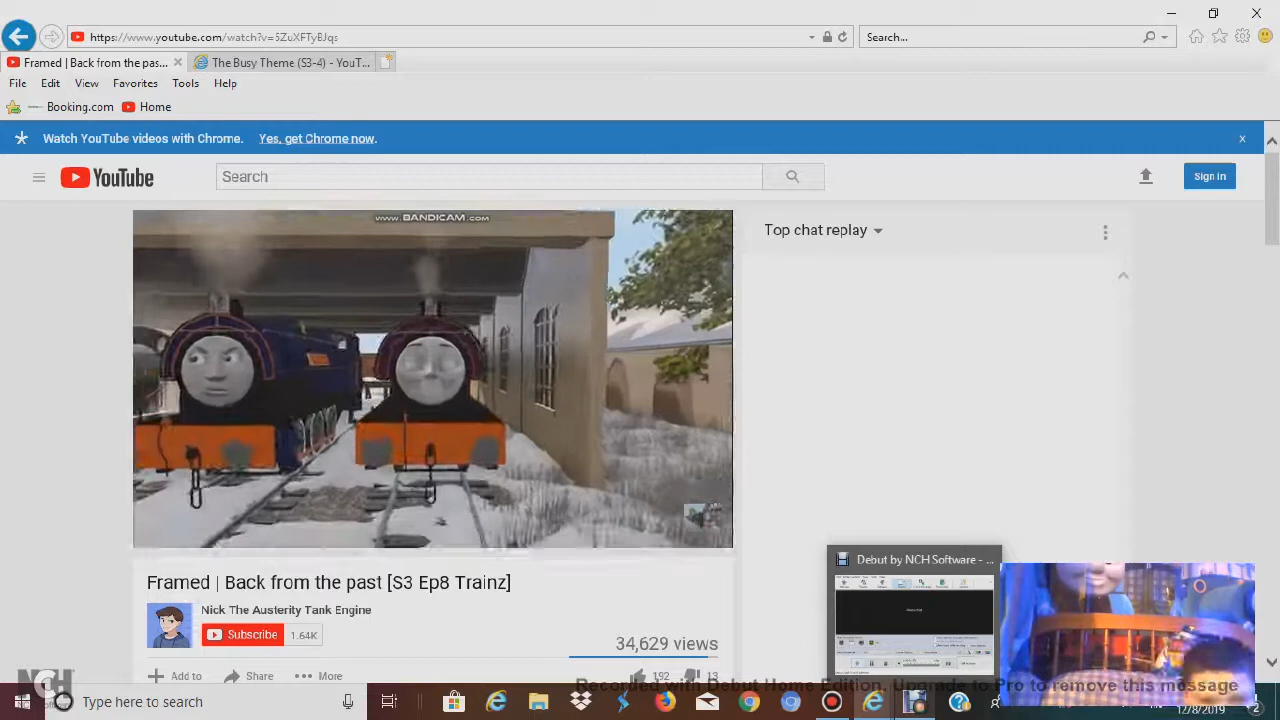 https://www.youtube.com/watch?v=5ZuXFTyBJqs
Search...
Framed | Back from the pas...
The Busy Theme (S3-4) - YouT...
File Edit View Favorites Tools Help
Booking.com Home
Watch YouTube videos with Chrome. Yes, get Chrome now.
YouTube
Search
Sign in
www.BANDICAM.com
Top chat replay
Debut by NCH Software - ...
Framed | Back from the past [S3 Ep8 Trainz]
Nick The Austerity Tank Engine
Subscribe 1.64K
34,629 views
Add to Share More
192 13
NCH
Recorded with Debut Home Edition. Upgrade to Pro to remove this message
Type here to search
12/8/2019
2